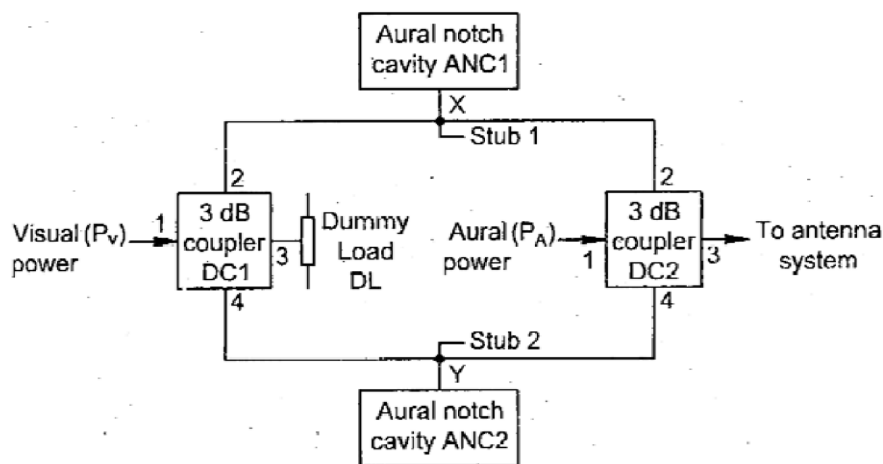 Aural notch
cavity ANC1
X
Stub 1
2
2
Visual (Pv)
power
1
3 dB
coupler
DC1
3
Dummy
Load
DL
Aural (PA)
power
1
3 dB
coupler
DC2
3
To antenna
system
4
4
Stub 2
Y
Aural notch
cavity ANC2